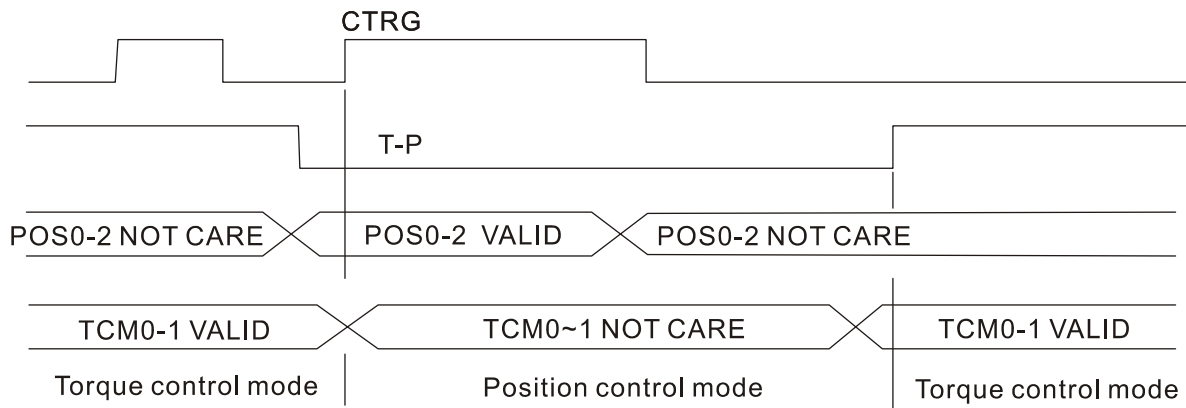 CTRG
T-P
POS0-2 NOT CARE POS0-2 VALID POS0-2 NOT CARE
TCM0-1 VALID TCM0~1 NOT CARE TCM0-1 VALID
Torque control mode Position control mode Torque control mode